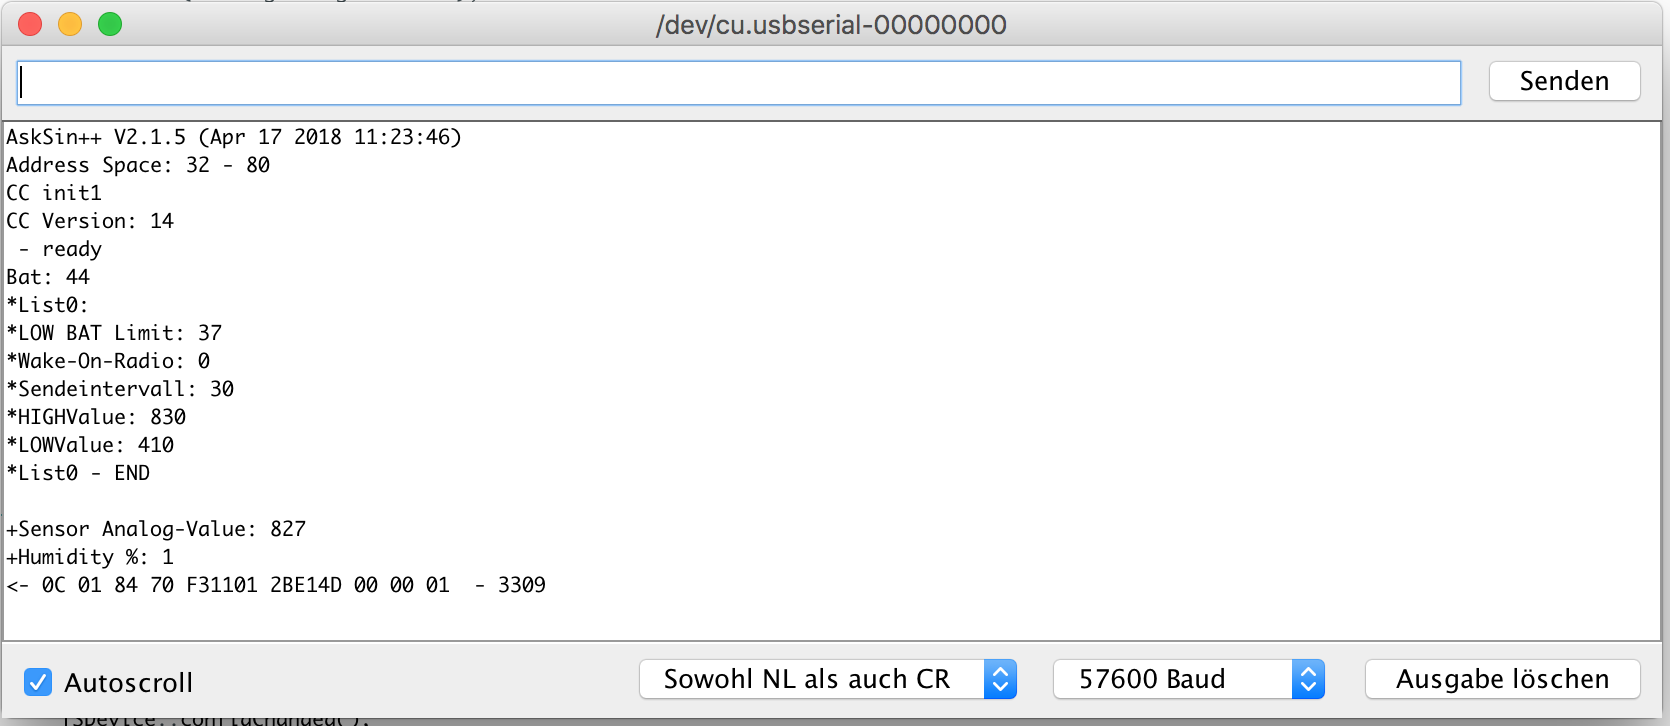 /dev/cu.usbserial-00000000
Senden
AskSin++ V2.1.5 (Apr 17 2018 11:23:46)
Address Space: 32 - 80
CC init1
CC Version: 14
 - ready
Bat: 44
*List0:
*LOW BAT Limit: 37
*Wake-On-Radio: 0
*Sendeintervall: 30
*HIGHValue: 830
*LOWValue: 410
*List0 - END

+Sensor Analog-Value: 827
+Humidity %: 1
<- 0C 01 84 70 F31101 2BE14D 00 00 01  - 3309
Autoscroll
Sowohl NL als auch CR
57600 Baud
Ausgabe löschen